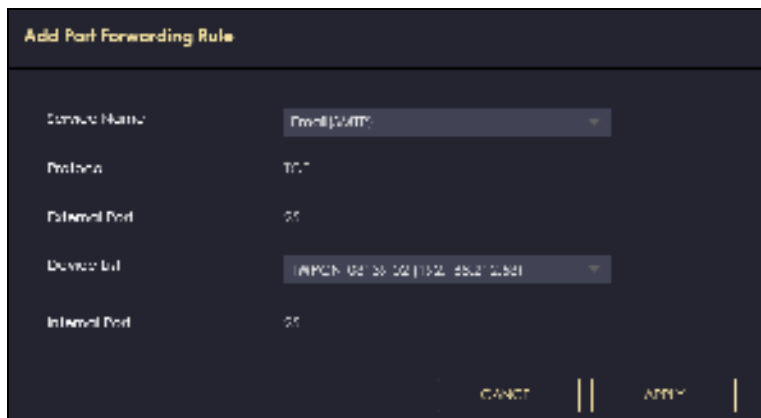 Add Port Forwarding Rule
Service Name
Email (SMTP)
Protocol
TCP
External Port
25
Device List
Internal Port
25
CANCEL
APPLY